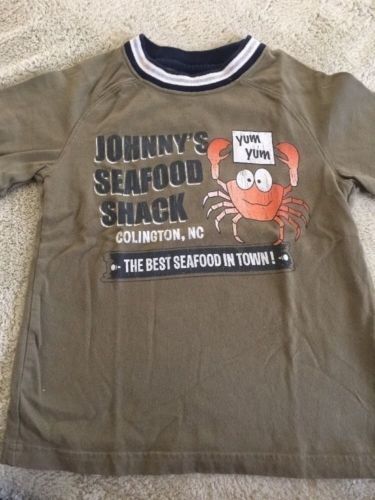 JOHNNY'S
SEAFOOD
SHACK
COLINGTON, NC
yum
yum
- THE BEST SEAFOOD IN TOWN! -